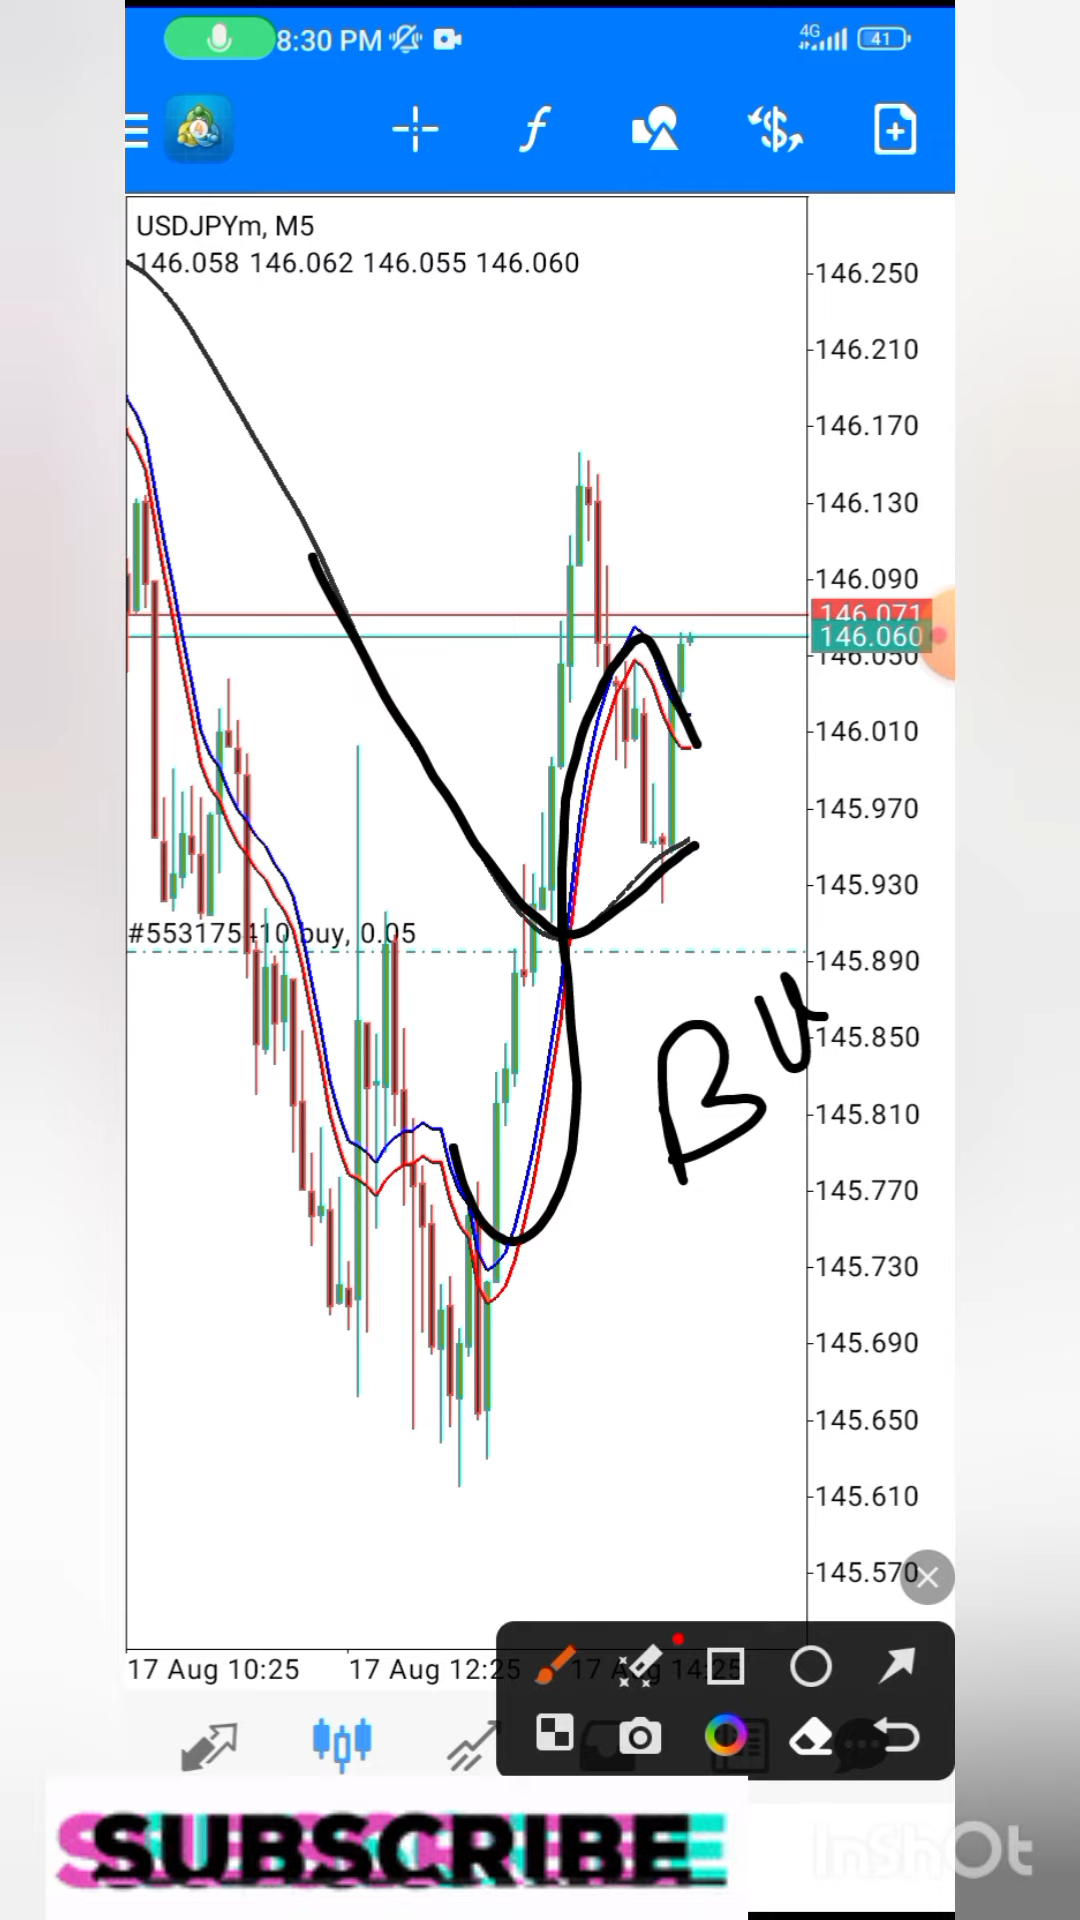 8:30 PM
4G
41
USDJPYm, M5
146.058 146.062 146.055 146.060
146.250
146.210
146.170
146.130
146.090
146.071
146.060
146.050
146.010
145.970
145.930
#553175410 buy, 0.05
145.890
Bu
145.850
145.810
145.770
145.730
145.690
145.650
145.610
145.570
17 Aug 10:25
17 Aug 12:25
17 Aug 14:25
SUBSCRIBE
InShOt